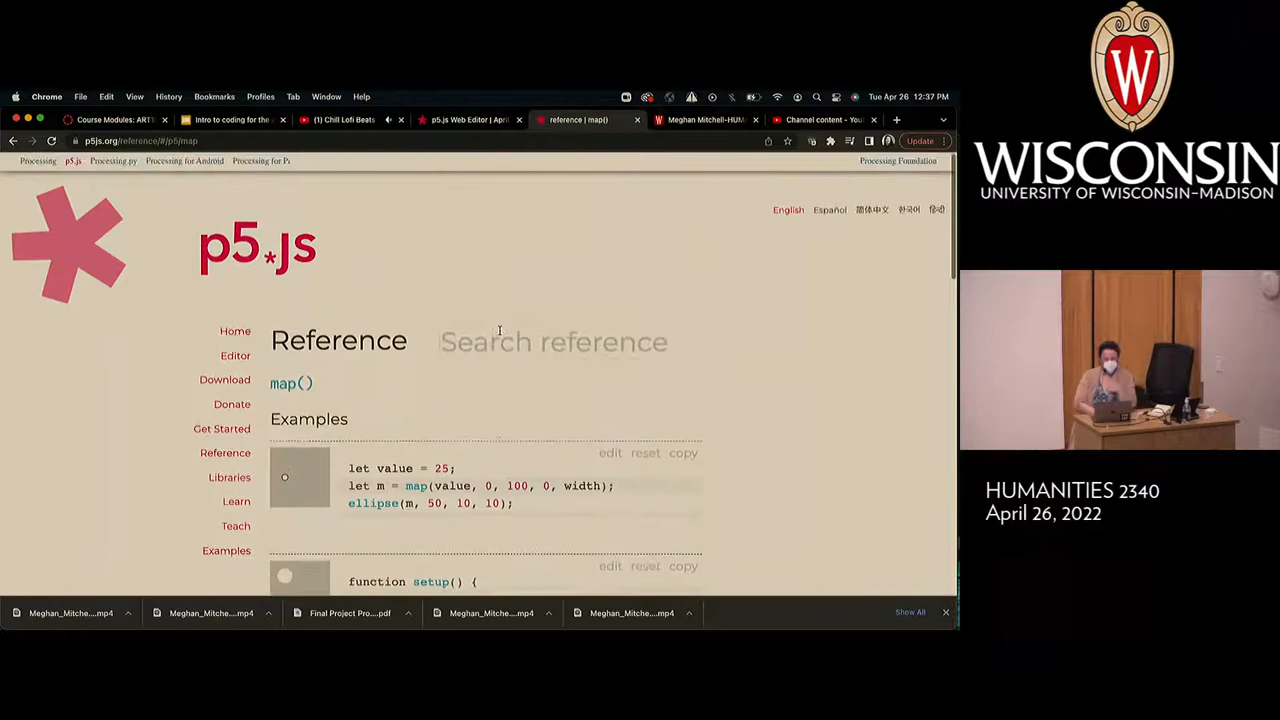 Chrome File Edit View History Bookmarks Profiles Tab Window Help Tue Apr 26 12:37 PM
Course Modules: ART1 Intro to coding for the (1) Chill Lofi Beats p5.js Web Editor | April reference | map() Meghan Mitchell-HUM Channel content - You
p5js.org/reference/#/p5/map Update
Processing p5.js Processing.py Processing for Android Processing for Pi Processing Foundation
English Español 简体中文 한국어 हिन्दी
p5*js
Home
Editor
Download
Donate
Get Started
Reference
Libraries
Learn
Teach
Examples
Reference Search reference
map()
Examples
edit reset copy
let value = 25;
let m = map(value, 0, 100, 0, width);
ellipse(m, 50, 10, 10);
edit reset copy
function setup() {
Meghan_Mitche....mp4 Meghan_Mitche....mp4 Final Project Pro....pdf Meghan_Mitche....mp4 Meghan_Mitche....mp4 Show All
W
WISCONSIN
UNIVERSITY OF WISCONSIN–MADISON
HUMANITIES 2340
April 26, 2022